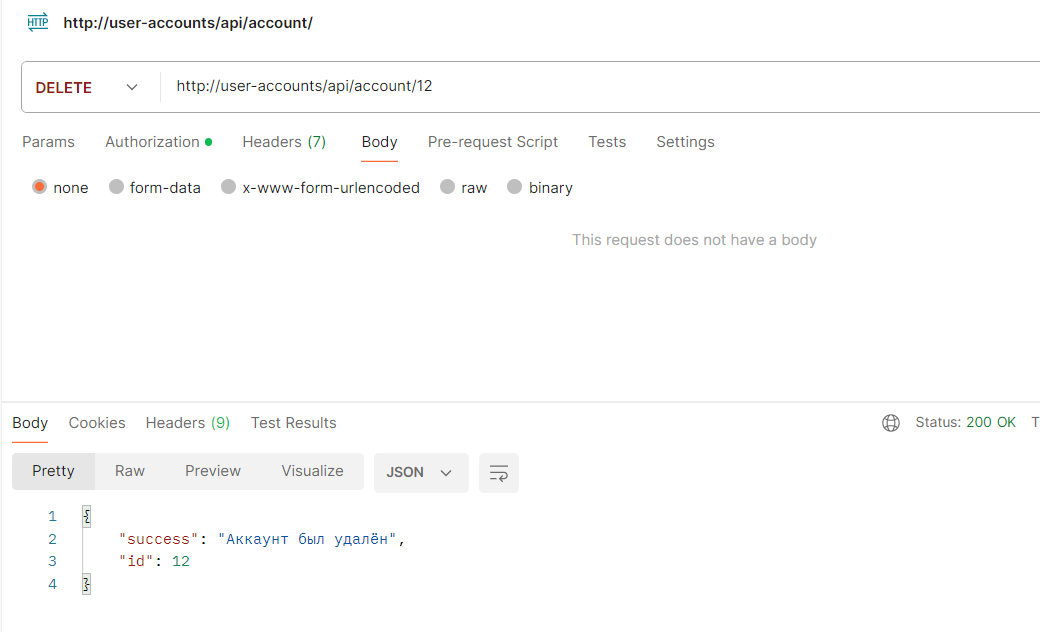 HTTP http://user-accounts/api/account/
DELETE http://user-accounts/api/account/12
Params Authorization Headers (7) Body Pre-request Script Tests Settings
none form-data x-www-form-urlencoded raw binary
This request does not have a body
Body Cookies Headers (9) Test Results Status: 200 OK T
Pretty Raw Preview Visualize JSON
1 {
2 "success": "Аккаунт был удалён",
3 "id": 12
4 }